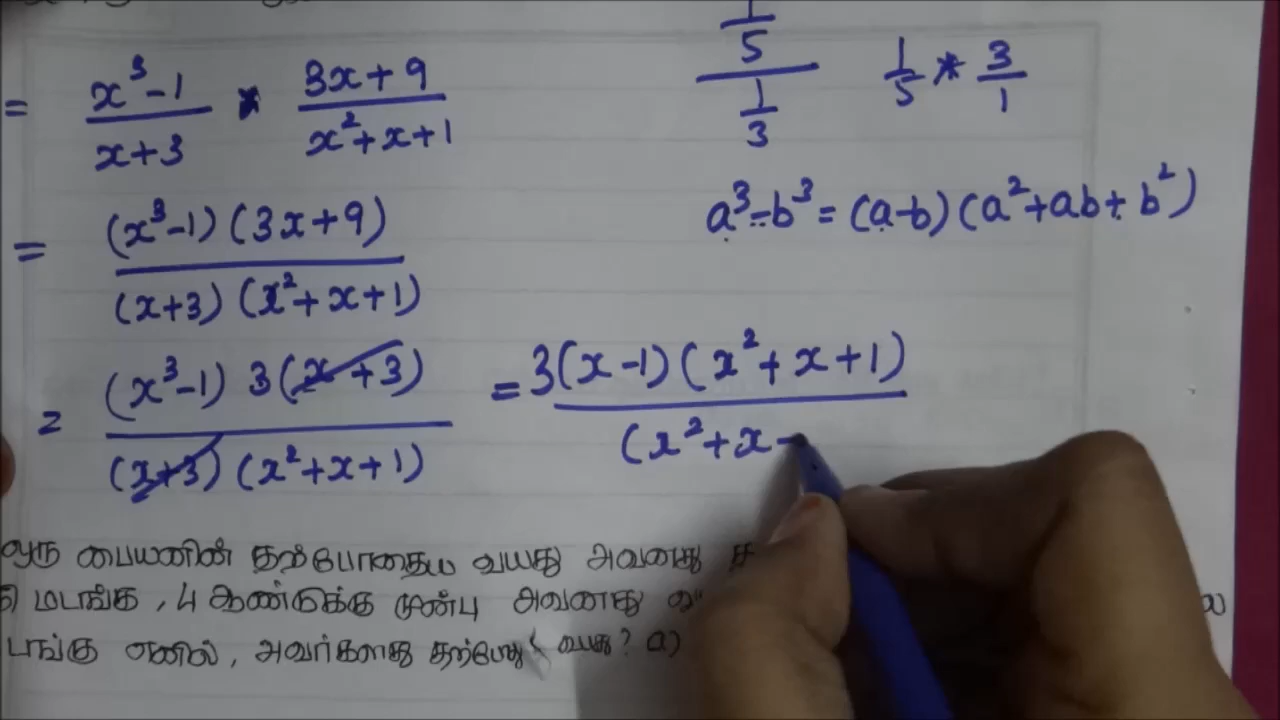 = x³-1 / x+3 * 3x+9 / x²+x+1
1/5 / 1/3 1/5 * 3/1
a³-b³ = (a-b)(a²+ab+b²)
= (x³-1)(3x+9) / (x+3)(x²+x+1)
= (x³-1) 3(x+3) / (x+3)(x²+x+1) = 3(x-1)(x²+x+1) / (x²+x
ஒரு பையனின் தற்போதைய வயது அவனது
மடங்கு, 4 ஆண்டுக்கு முன்பு அவனது
எனில், அவர்களது தற்போது வயது? a)